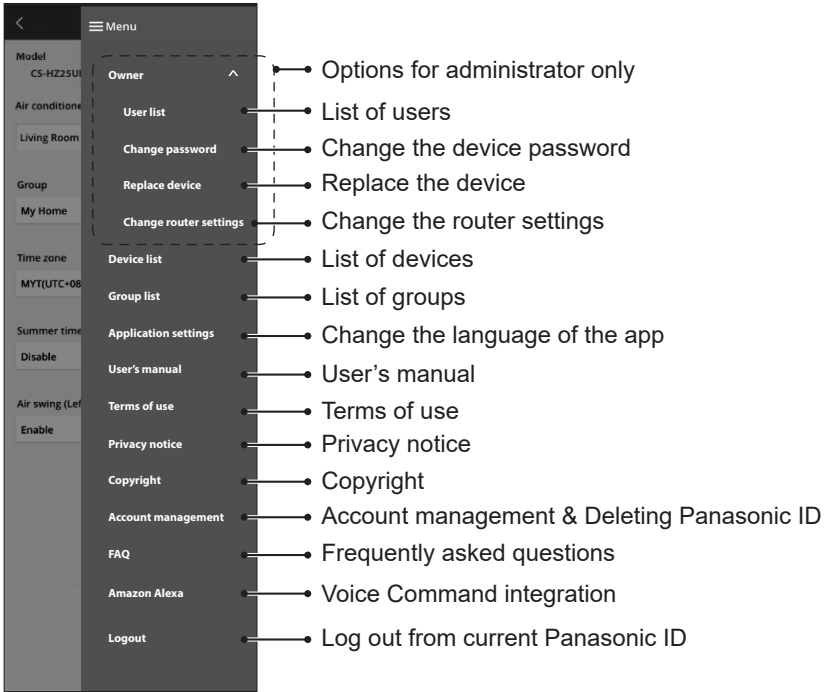 Menu
Model
CS-HZ25U
Air conditione
Living Room
Group
My Home
Time zone
MYT(UTC+08
Summer time
Disable
Air swing (Lef
Enable
Owner
Options for administrator only
User list
List of users
Change password
Change the device password
Replace device
Replace the device
Change router settings
Change the router settings
Device list
List of devices
Group list
List of groups
Application settings
Change the language of the app
User's manual
User's manual
Terms of use
Terms of use
Privacy notice
Privacy notice
Copyright
Copyright
Account management
Account management & Deleting Panasonic ID
FAQ
Frequently asked questions
Amazon Alexa
Voice Command integration
Logout
Log out from current Panasonic ID